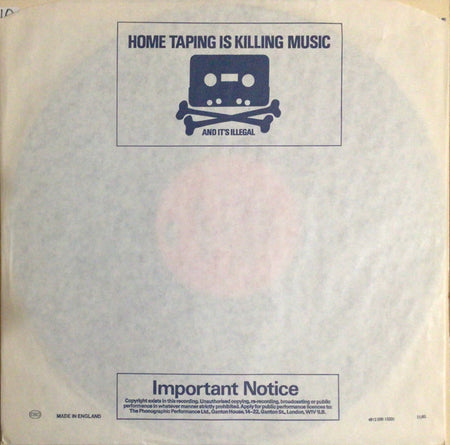 HOME TAPING IS KILLING MUSIC
AND IT'S ILLEGAL
Important Notice
Copyright exists in this recording. Unauthorised copying, re-recording, broadcasting or public
performance in whatever manner strictly prohibited. Apply for public performance licences to:
The Phonographic Performance Ltd., Ganton House, 14–22, Ganton St., London, W1V 1LB.
MADE IN ENGLAND